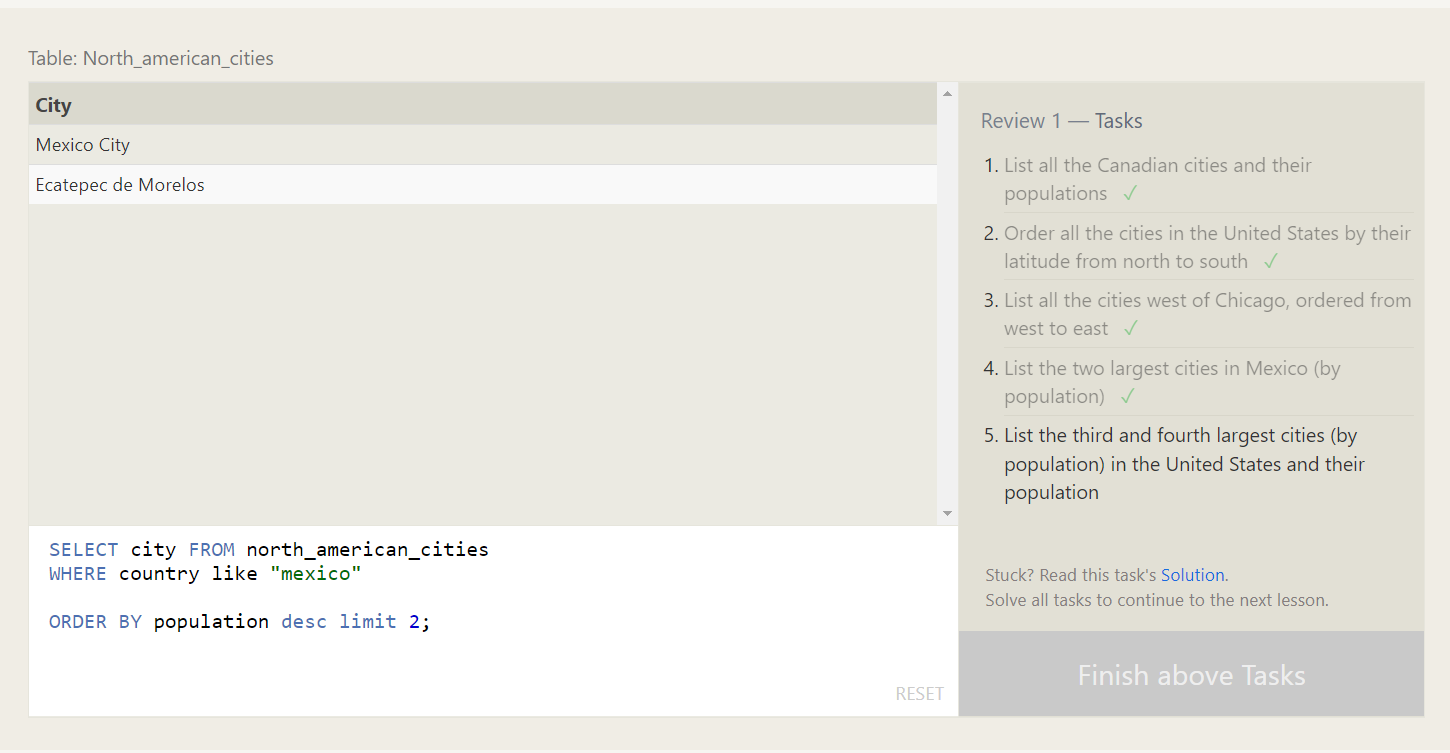 Table: North_american_cities
City
Mexico City
Ecatepec de Morelos
SELECT city FROM north_american_cities
WHERE country like "mexico"
ORDER BY population desc limit 2;
RESET
Review 1 — Tasks
1. List all the Canadian cities and their
populations ✓
2. Order all the cities in the United States by their
latitude from north to south ✓
3. List all the cities west of Chicago, ordered from
west to east ✓
4. List the two largest cities in Mexico (by
population) ✓
5. List the third and fourth largest cities (by
population) in the United States and their
population
Stuck? Read this task's Solution.
Solve all tasks to continue to the next lesson.
Finish above Tasks